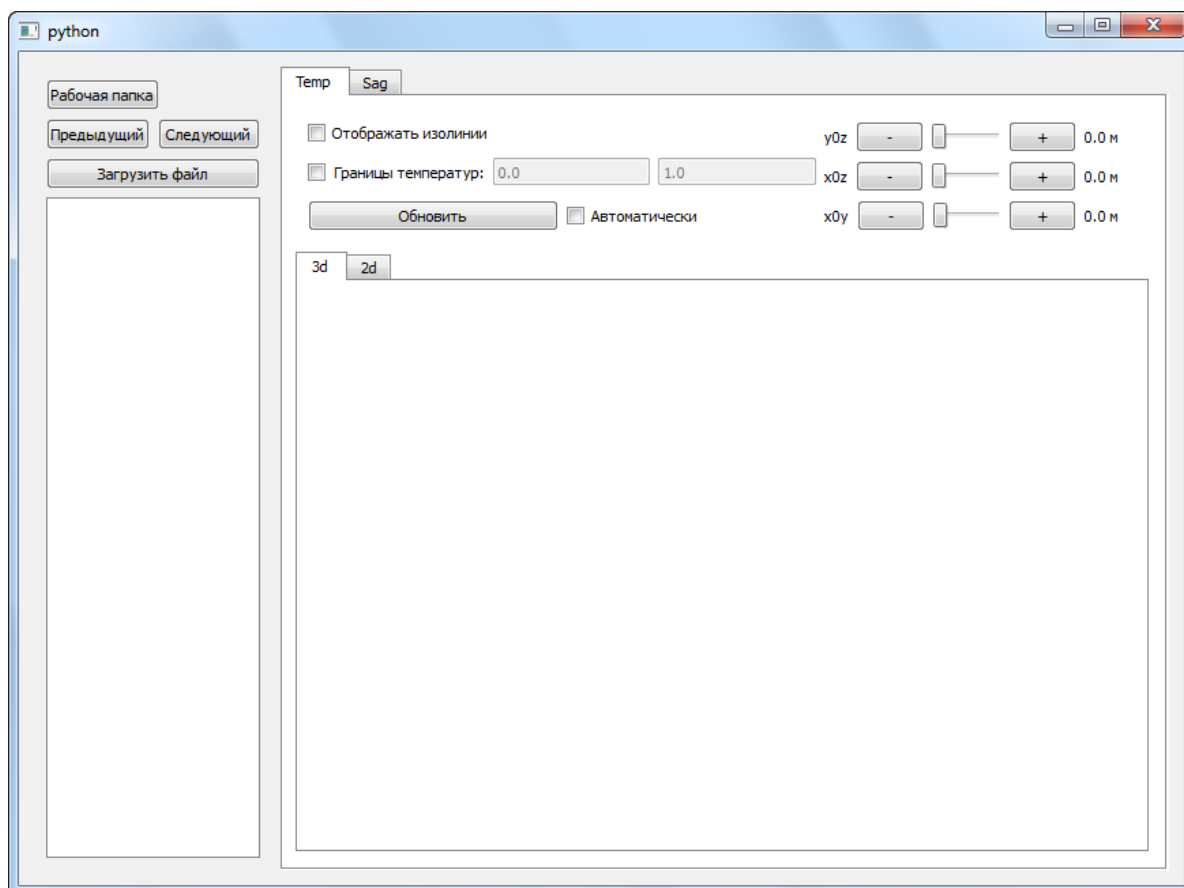 python
Рабочая папка
Предыдущий Следующий
Загрузить файл
Temp Sag
Отображать изолинии
Границы температур: 0.0 1.0
Обновить Автоматически
y0z - + 0.0 м
x0z - + 0.0 м
x0y - + 0.0 м
3d 2d